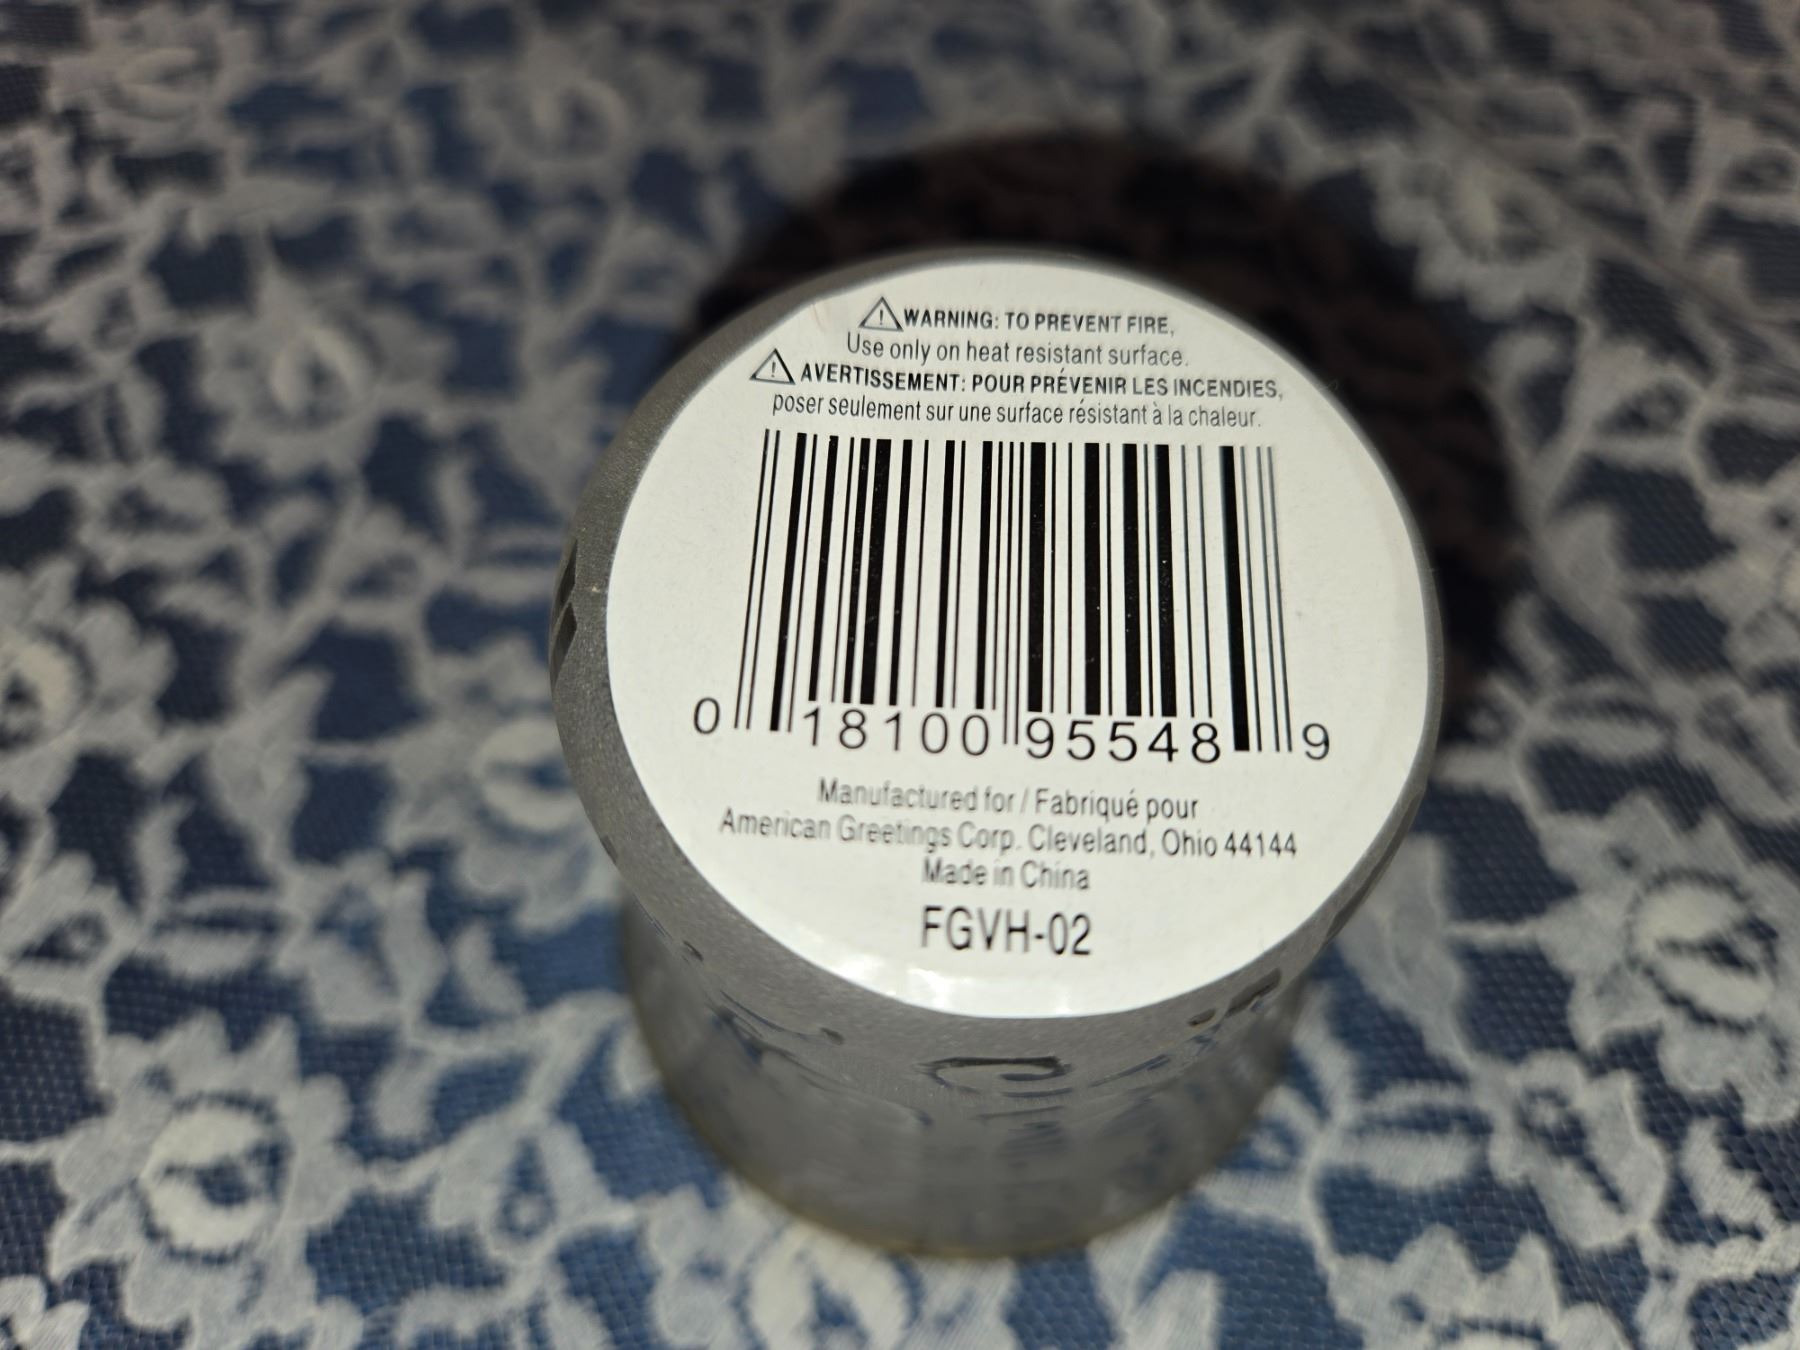 WARNING: TO PREVENT FIRE,
Use only on heat resistant surface.
AVERTISSEMENT: POUR PRÉVENIR LES INCENDIES,
poser seulement sur une surface résistant à la chaleur.
0 18100 95548 9
Manufactured for / Fabriqué pour
American Greetings Corp. Cleveland, Ohio 44144
Made in China
FGVH-02